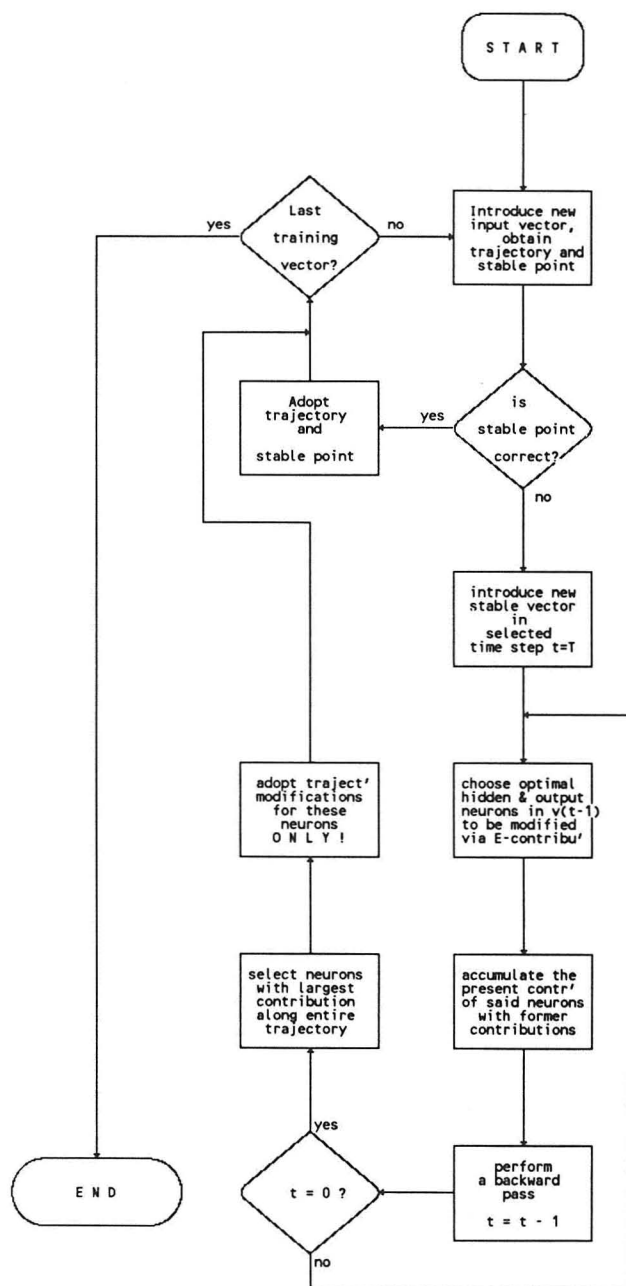 S T A R T
Introduce new
input vector,
obtain
trajectory and
stable point
Last
training
vector?
yes
no
is
stable point
correct?
yes
no
Adopt
trajectory
and
stable point
introduce new
stable vector
in
selected
time step t=T
choose optimal
hidden & output
neurons in v(t-1)
to be modified
via E-contribu'
accumulate the
present contr'
of said neurons
with former
contributions
perform
a backward
pass
t = t - 1
t = 0 ?
yes
no
select neurons
with largest
contribution
along entire
trajectory
adopt traject'
modifications
for these
neurons
O N L Y !
E N D